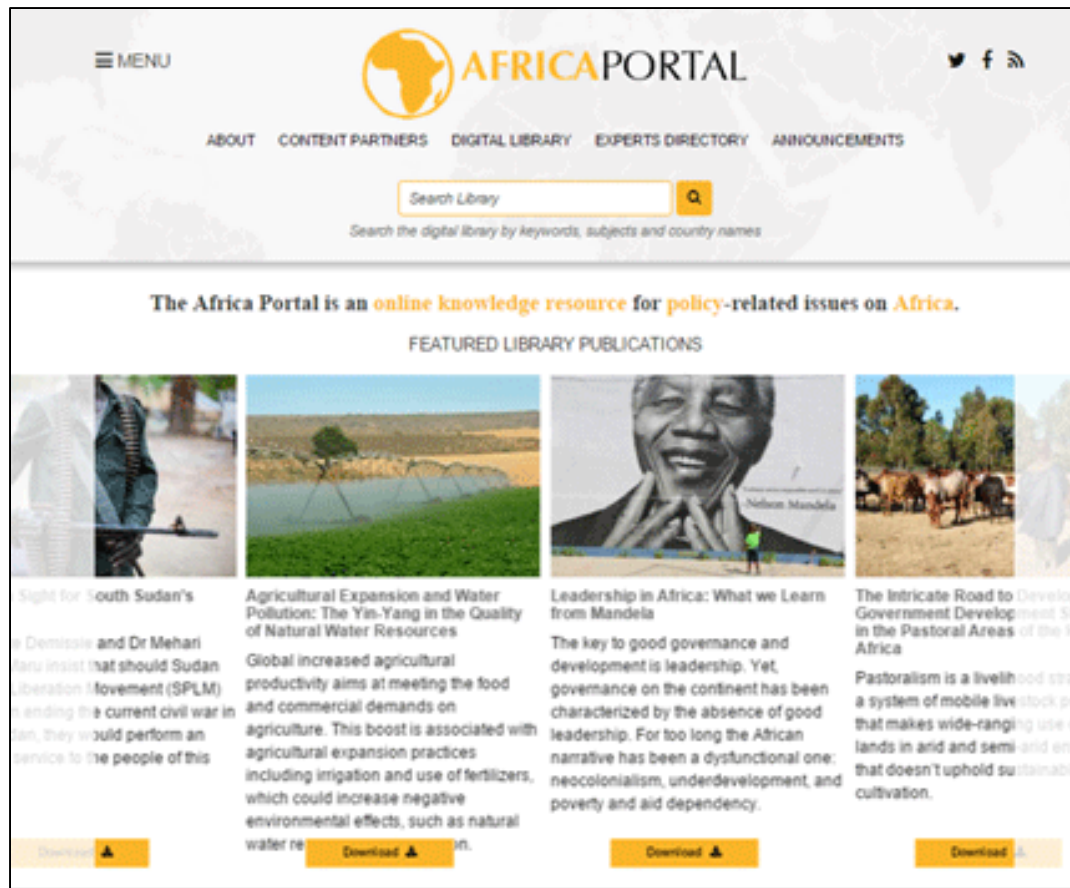 MENU
AFRICAPORTAL
ABOUT CONTENT PARTNERS DIGITAL LIBRARY EXPERTS DIRECTORY ANNOUNCEMENTS
Search Library
Search the digital library by keywords, subjects and country names
The Africa Portal is an online knowledge resource for policy-related issues on Africa.
FEATURED LIBRARY PUBLICATIONS
Sight for South Sudan's
Demissie and Dr Mehari
Maru insist that should Sudan
Liberation Movement (SPLM)
ending the current civil war in
they would perform an
service to the people of this
Download
Agricultural Expansion and Water
Pollution: The Yin-Yang in the Quality
of Natural Water Resources
Global increased agricultural
productivity aims at meeting the food
and commercial demands on
agriculture. This boost is associated with
agricultural expansion practices
including irrigation and use of fertilizers,
which could increase negative
environmental effects, such as natural
water
Download
-Nelson Mandela
Leadership in Africa: What we Learn
from Mandela
The key to good governance and
development is leadership. Yet,
governance on the continent has been
characterized by the absence of good
leadership. For too long the African
narrative has been a dysfunctional one:
neocolonialism, underdevelopment, and
poverty and aid dependency.
Download
The Intricate Road to
Government Development
in the Pastoral Areas of the
Africa
Pastoralism is a livelihood
a system of mobile livestock
that makes wide-ranging use
lands in arid and semi-arid
that doesn't uphold
cultivation.
Download